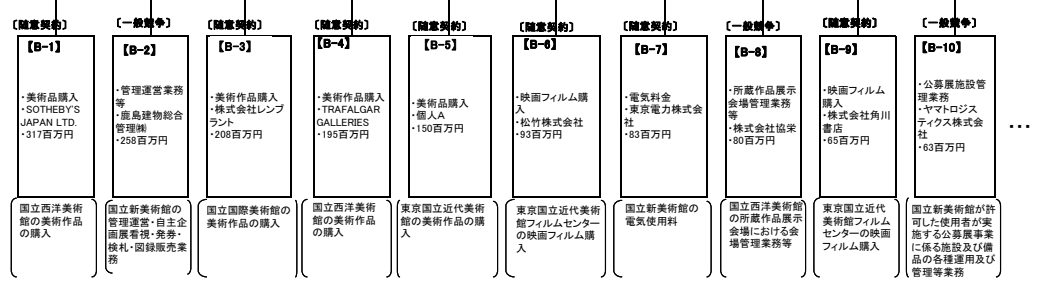 〔随意契約〕
【B-1】
・美術品購入
・SOTHEBY'S
JAPAN LTD.
・317百万円
国立西洋美術
館の美術作品
の購入
〔一般競争〕
【B-2】
・管理運営業務
等
・鹿島建物総合
管理㈱
・258百万円
国立新美術館の
管理運営・自主企
画展看視・発券・
検札・図録販売業
務
〔随意契約〕
【B-3】
・美術作品購入
・株式会社レンブ
ラント
・208百万円
国立国際美術館の
美術作品の購入
〔随意契約〕
【B-4】
・美術作品購入
・TRAFALGAR
GALLERIES
・195百万円
国立西洋美術
館の美術作品
の購入
〔随意契約〕
【B-5】
・美術品購入
・個人A
・150百万円
東京国立近代美術
館の美術作品の購
入
〔随意契約〕
【B-6】
・映画フィルム購
入
・松竹株式会社
・93百万円
東京国立近代美術
館フィルムセンター
の映画フィルム購
入
〔随意契約〕
【B-7】
・電気料金
・東京電力株式会
社
・83百万円
国立新美術館の
電気使用料
〔一般競争〕
【B-8】
・所蔵作品展示
会場管理業務
等
・株式会社協栄
・80百万円
国立西洋美術館
の所蔵作品展示
会場における会
場管理業務等
〔随意契約〕
【B-9】
・映画フィルム
購入
・株式会社角川
書店
・65百万円
東京国立近代
美術館フィルム
センターの映画
フィルム購入
〔一般競争〕
【B-10】
・公募展施設管
理業務
・ヤマトロジス
ティクス株式会
社
・63百万円
国立新美術館が許
可した使用者が実
施する公募展事業
に係る施設及び備
品の各種運用及び
管理等業務
…